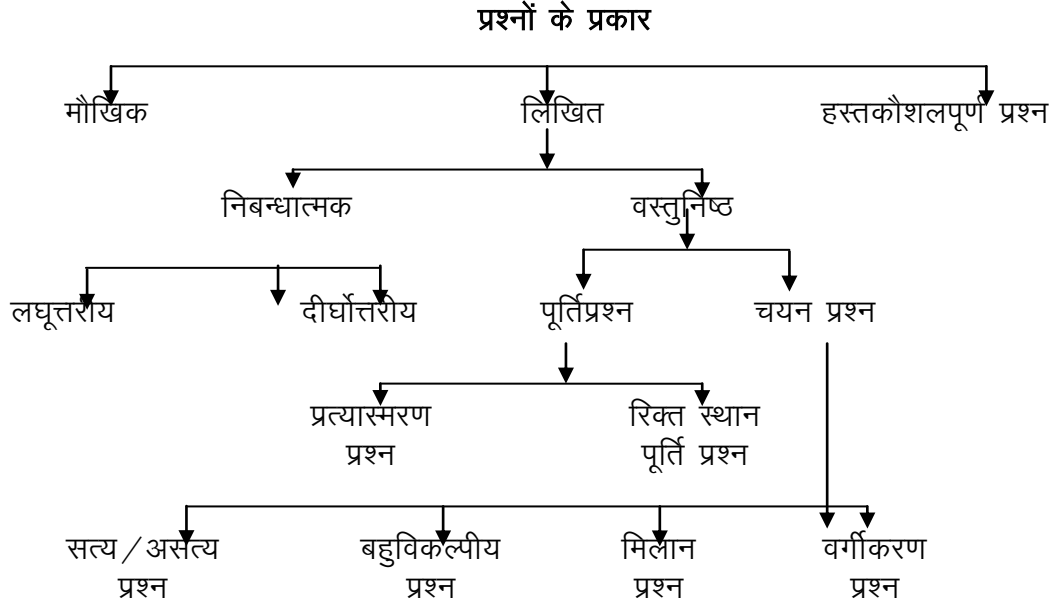 प्रश्नों के प्रकार
मौखिक लिखित हस्तकौशलपूर्ण प्रश्न
निबन्धात्मक वस्तुनिष्ठ
लघूत्तरीय दीर्घोत्तरीय पूर्तिप्रश्न चयन प्रश्न
प्रत्यास्मरण रिक्त स्थान
प्रश्न पूर्ति प्रश्न
सत्य/असत्य बहुविकल्पीय मिलान वर्गीकरण
प्रश्न प्रश्न प्रश्न प्रश्न